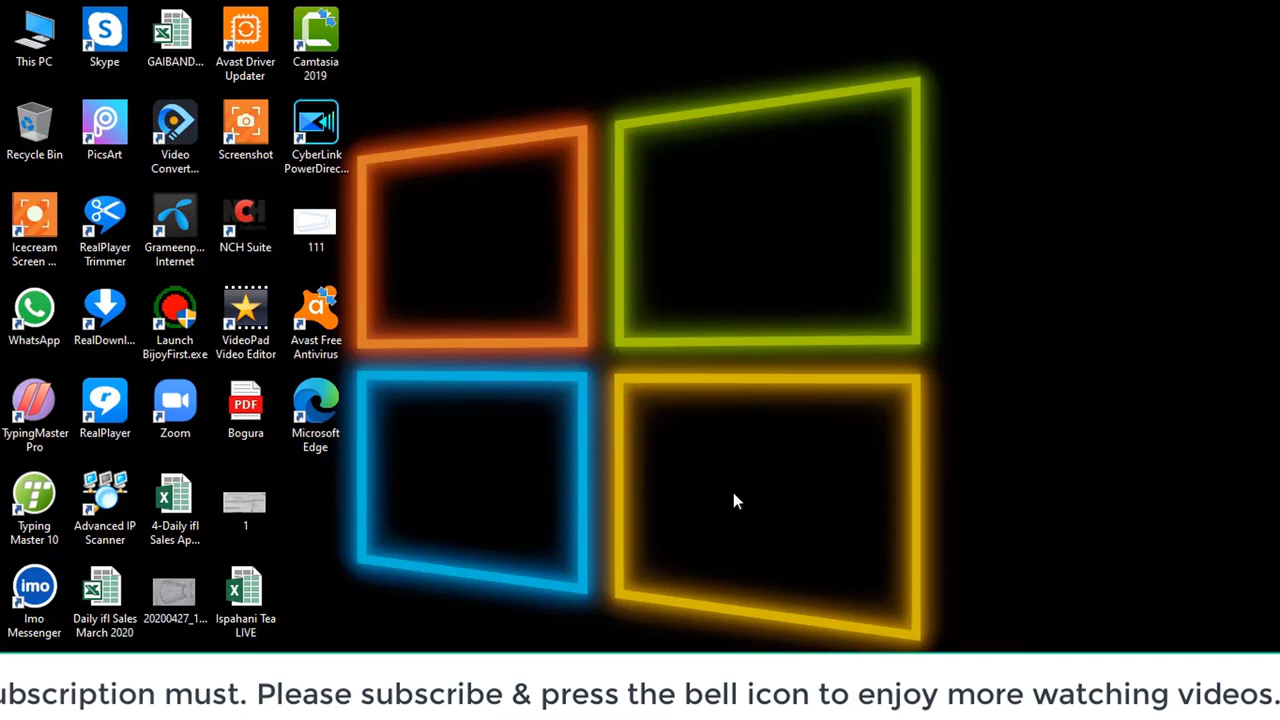 This PC
Skype
GAIBAND...
Avast Driver
Updater
Camtasia
2019
Recycle Bin
PicsArt
Video
Convert...
Screenshot
CyberLink
PowerDirec...
Icecream
Screen ...
RealPlayer
Trimmer
Grameenp...
Internet
NCH
NCH Suite
111
WhatsApp
RealDownl...
Launch
BijoyFirst.exe
VideoPad
Video Editor
Avast Free
Antivirus
TypingMaster
Pro
RealPlayer
Zoom
PDF
Bogura
Microsoft
Edge
Typing
Master 10
Advanced IP
Scanner
4-Daily ifl
Sales Ap...
1
imo
Imo
Messenger
Daily ifl Sales
March 2020
20200427_1...
Ispahani Tea
LIVE
ubscription must. Please subscribe & press the bell icon to enjoy more watching videos.